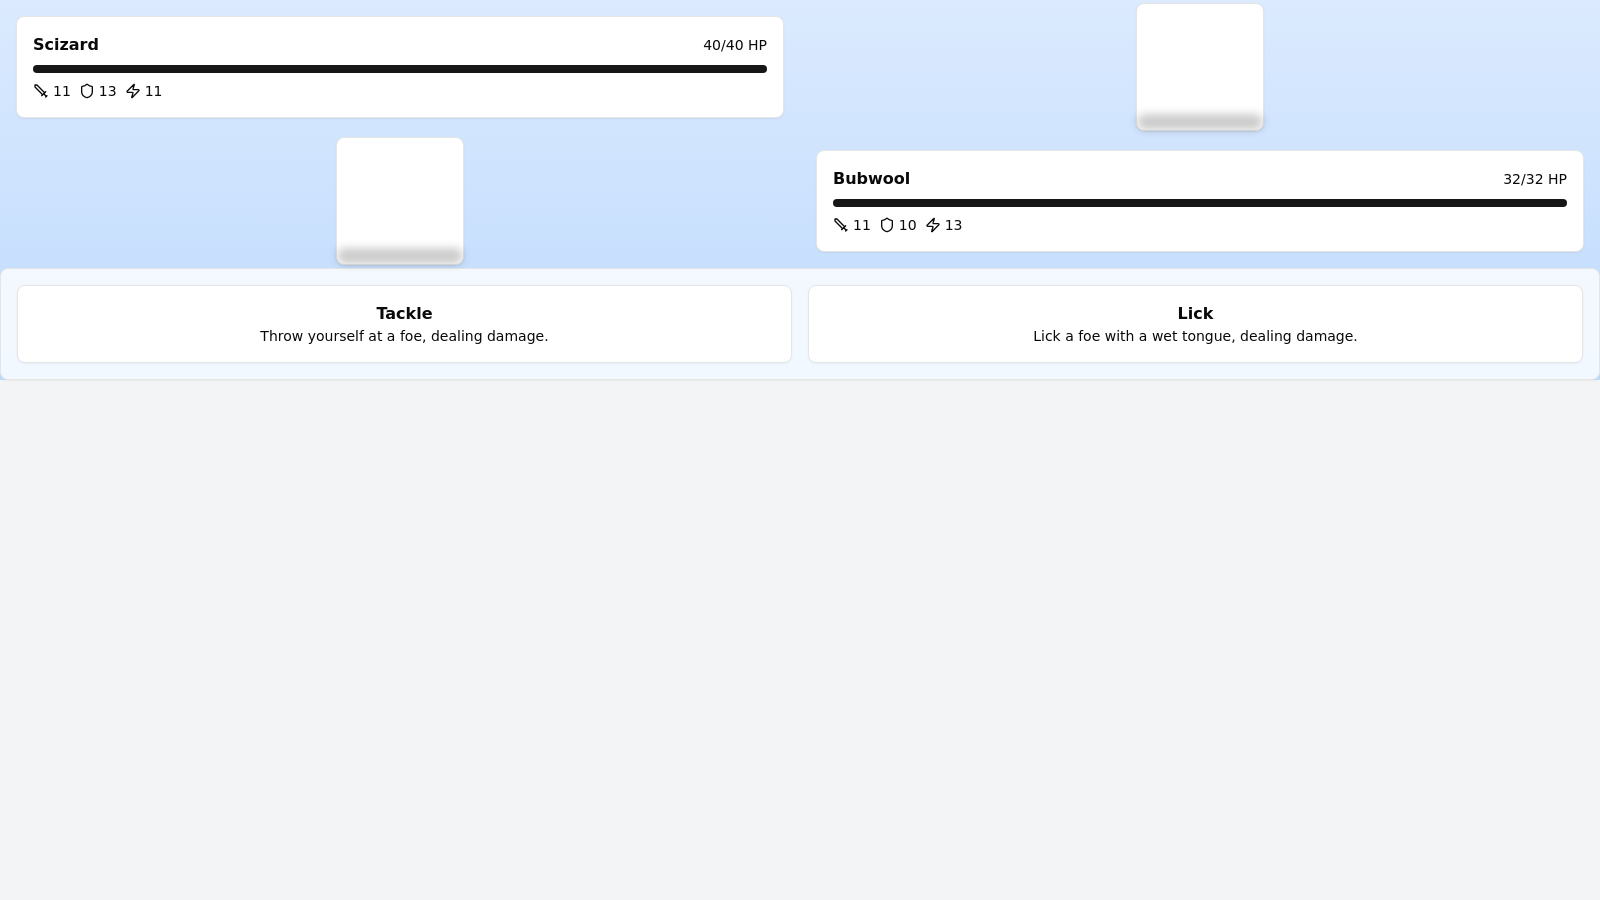 Scizard
40/40 HP
11 13 11
Bubwool
32/32 HP
11 10 13
Tackle
Throw yourself at a foe, dealing damage.
Lick
Lick a foe with a wet tongue, dealing damage.